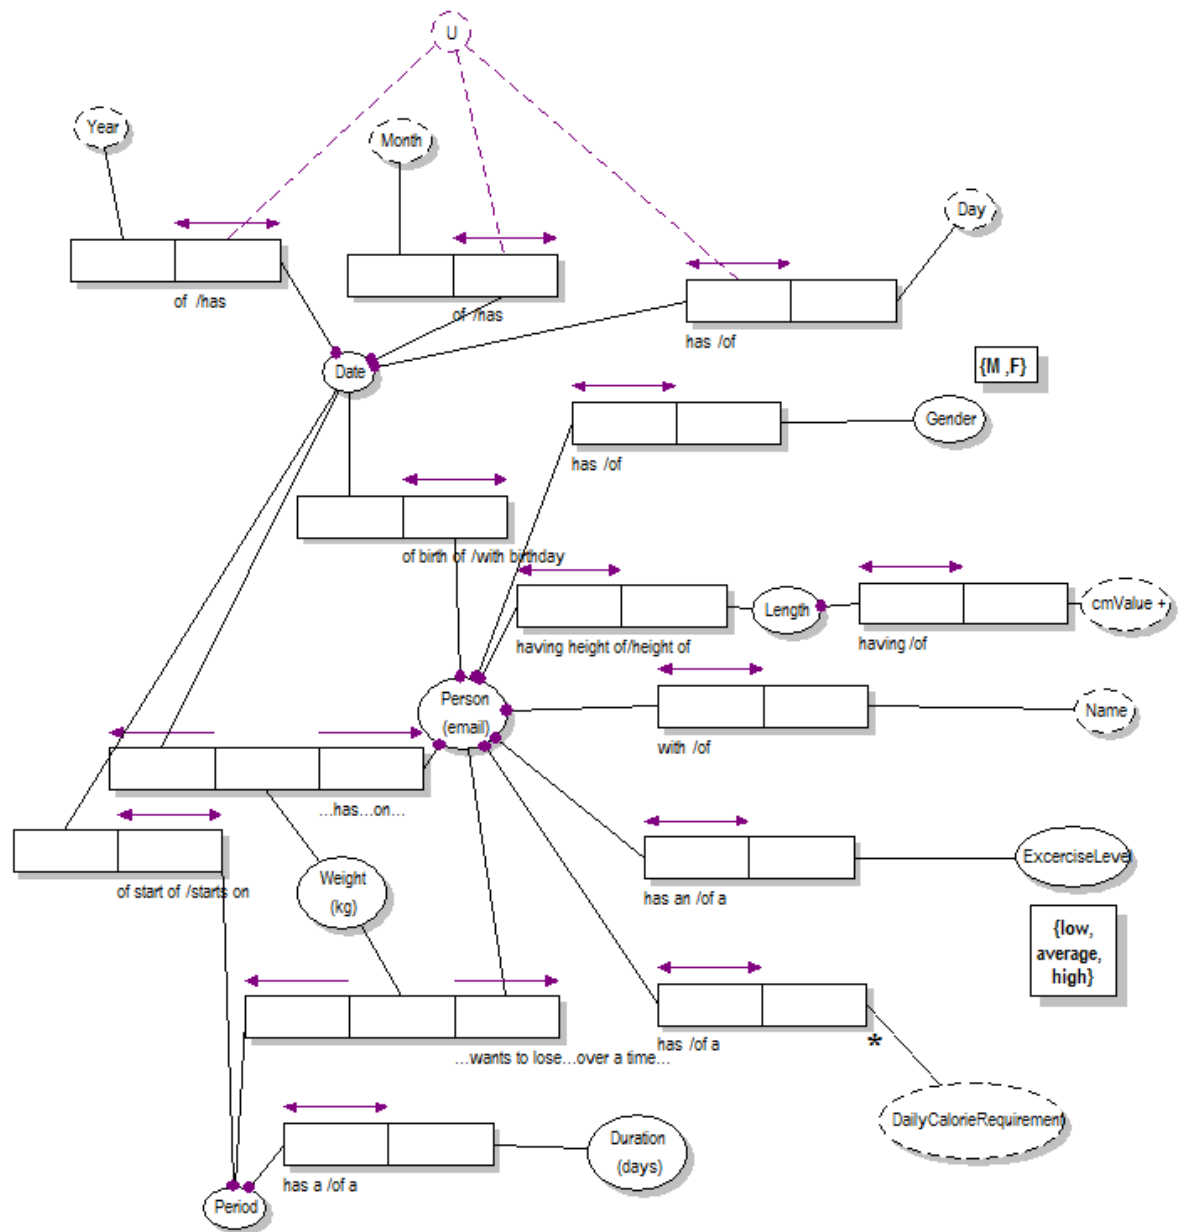 U
Year
Month
Day
of /has
of /has
has /of
Date
{M ,F}
Gender
has /of
of birth of /with birthday
Length
cmValue +
having height of/height of
having /of
Person
(email)
Name
with /of
...has...on...
of start of /starts on
Weight
(kg)
ExcerciseLevel
has an /of a
{low,
average,
high}
has /of a
*
...wants to lose...over a time...
DailyCalorieRequirement
Duration
(days)
has a /of a
Period